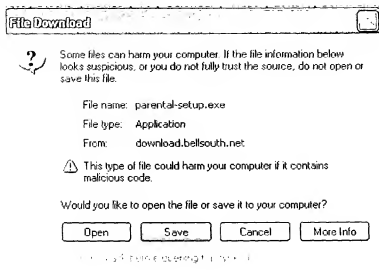 File Download
Some files can harm your computer. If the file information below
looks suspicious, or you do not fully trust the source, do not open or
save this file.
File name: parental-setup.exe
File type: Application
From: download.bellsouth.net
This type of file could harm your computer if it contains
malicious code.
Would you like to open the file or save it to your computer?
Open Save Cancel More Info